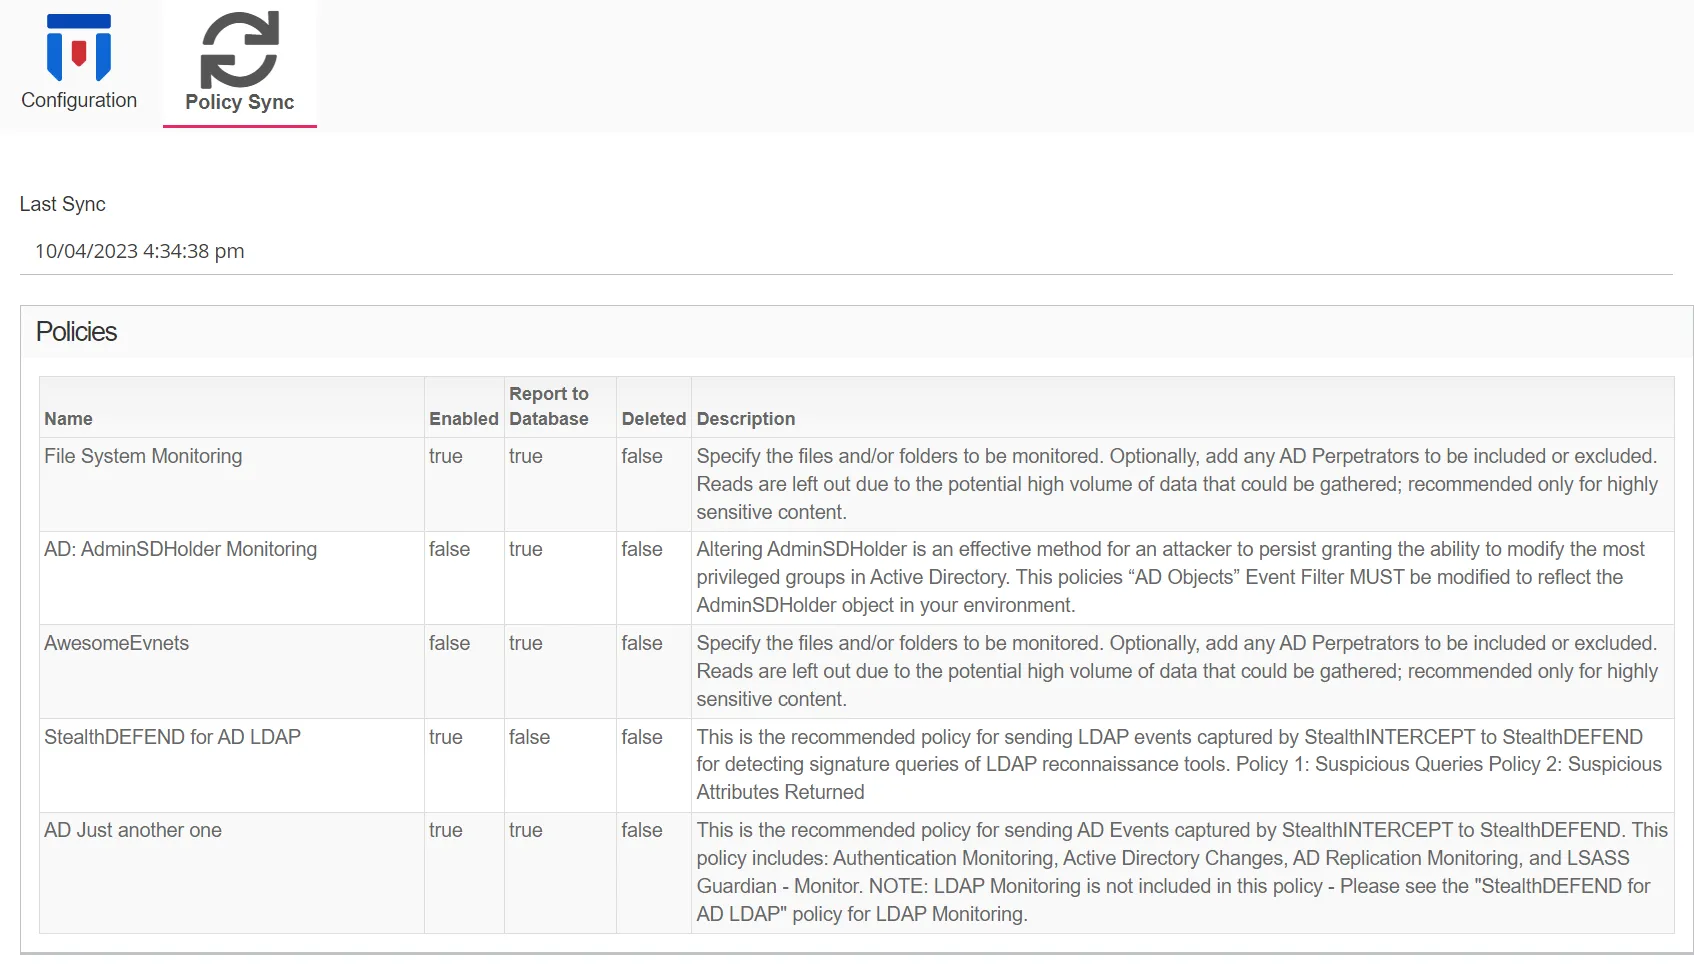 Configuration
Policy Sync
Last Sync
10/04/2023 4:34:38 pm
Policies
Name Enabled Report to Database Deleted Description
File System Monitoring true true false Specify the files and/or folders to be monitored. Optionally, add any AD Perpetrators to be included or excluded.
Reads are left out due to the potential high volume of data that could be gathered; recommended only for highly
sensitive content.
AD: AdminSDHolder Monitoring false true false Altering AdminSDHolder is an effective method for an attacker to persist granting the ability to modify the most
privileged groups in Active Directory. This policies “AD Objects” Event Filter MUST be modified to reflect the
AdminSDHolder object in your environment.
AwesomeEvnets false true false Specify the files and/or folders to be monitored. Optionally, add any AD Perpetrators to be included or excluded.
Reads are left out due to the potential high volume of data that could be gathered; recommended only for highly
sensitive content.
StealthDEFEND for AD LDAP true false false This is the recommended policy for sending LDAP events captured by StealthINTERCEPT to StealthDEFEND
for detecting signature queries of LDAP reconnaissance tools. Policy 1: Suspicious Queries Policy 2: Suspicious
Attributes Returned
AD Just another one true true false This is the recommended policy for sending AD Events captured by StealthINTERCEPT to StealthDEFEND. This
policy includes: Authentication Monitoring, Active Directory Changes, AD Replication Monitoring, and LSASS
Guardian - Monitor. NOTE: LDAP Monitoring is not included in this policy - Please see the "StealthDEFEND for
AD LDAP" policy for LDAP Monitoring.